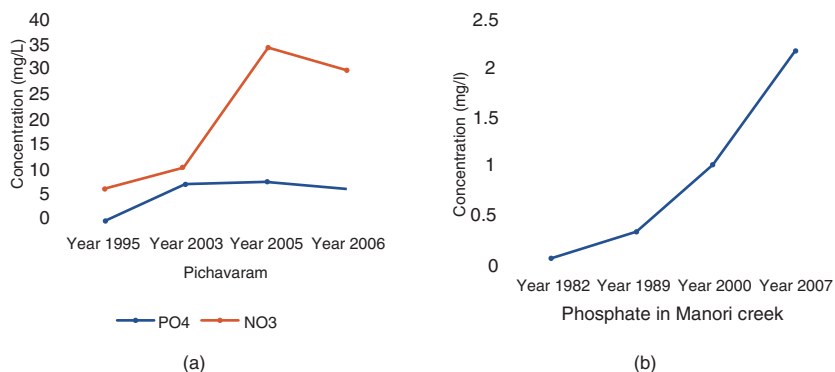 Concentration (mg/L)
40
35
30
25
20
15
10
5
0
Year 1995 Year 2003 Year 2005 Year 2006
Pichavaram
PO4 NO3
(a)
Concentration (mg/l)
2.5
2
1.5
1
0.5
0
Year 1982 Year 1989 Year 2000 Year 2007
Phosphate in Manori creek
(b)